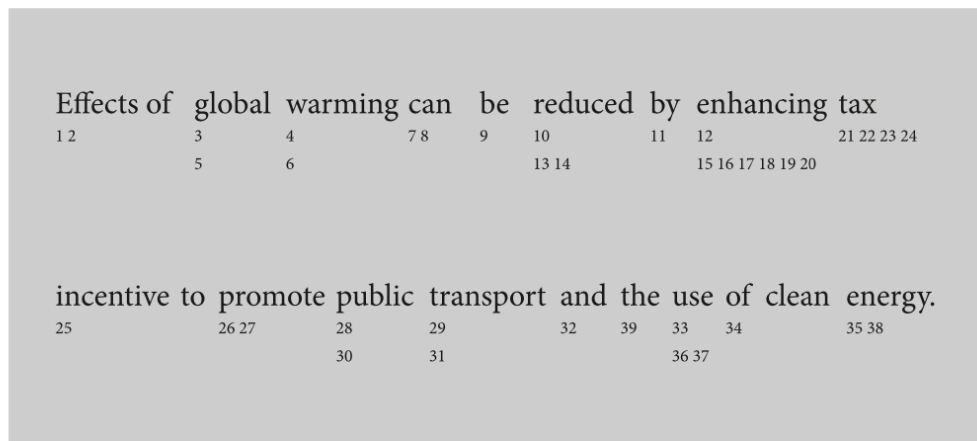 Effects of global warming can be reduced by enhancing tax
1 2 3 4 7 8 9 10 11 12 21 22 23 24
5 6 13 14 15 16 17 18 19 20
incentive to promote public transport and the use of clean energy.
25 26 27 28 29 32 39 33 34 35 38
30 31 36 37